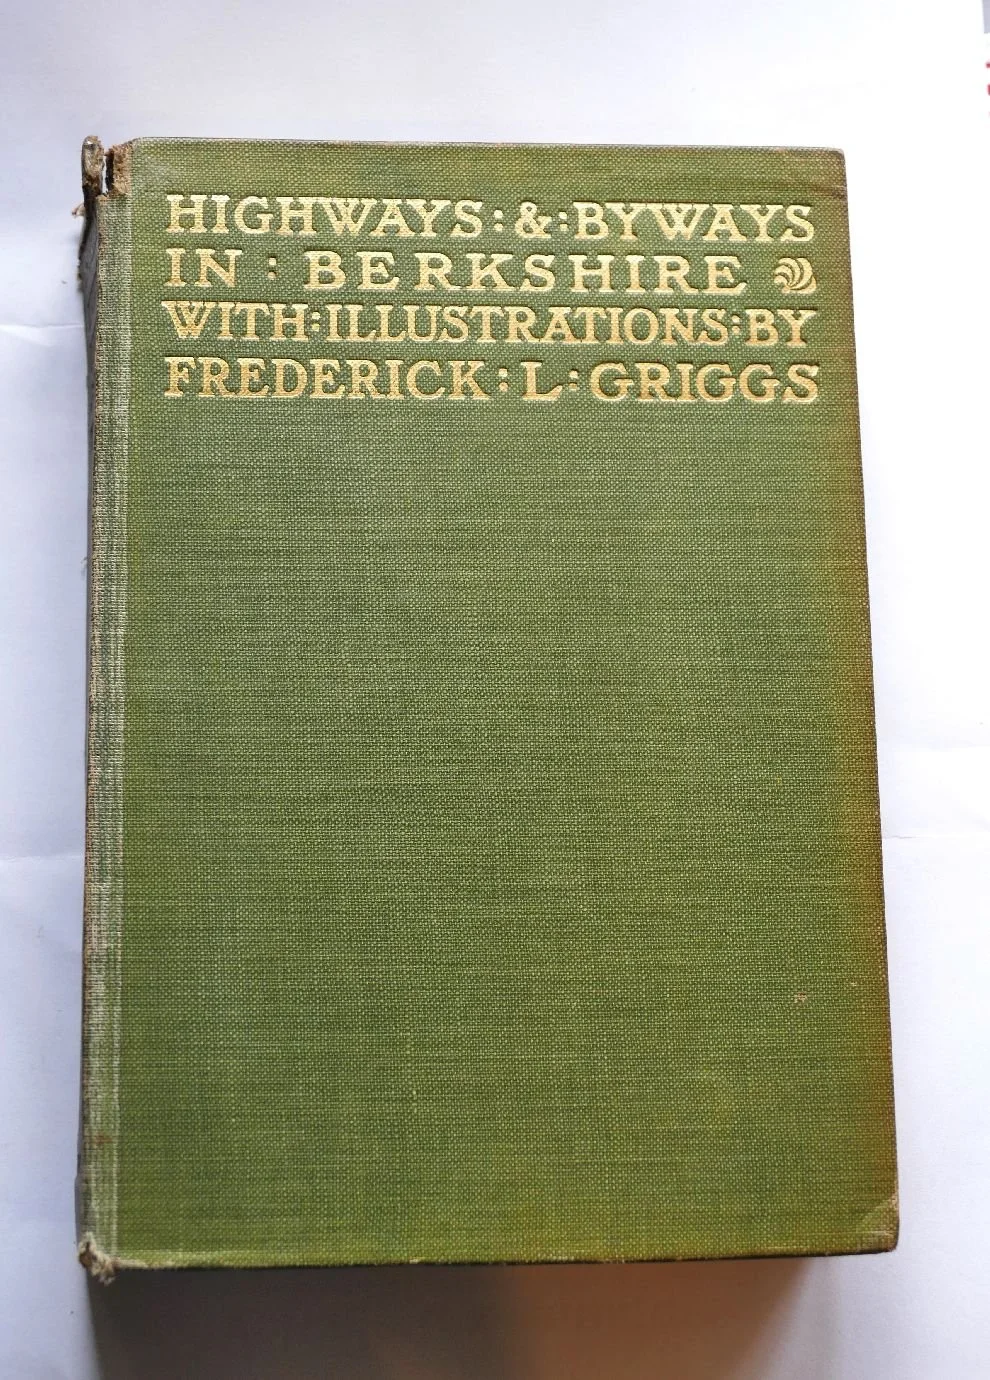 HIGHWAYS : & : BYWAYS
IN : BERKSHIRE
WITH : ILLUSTRATIONS : BY
FREDERICK : L : GRIGGS